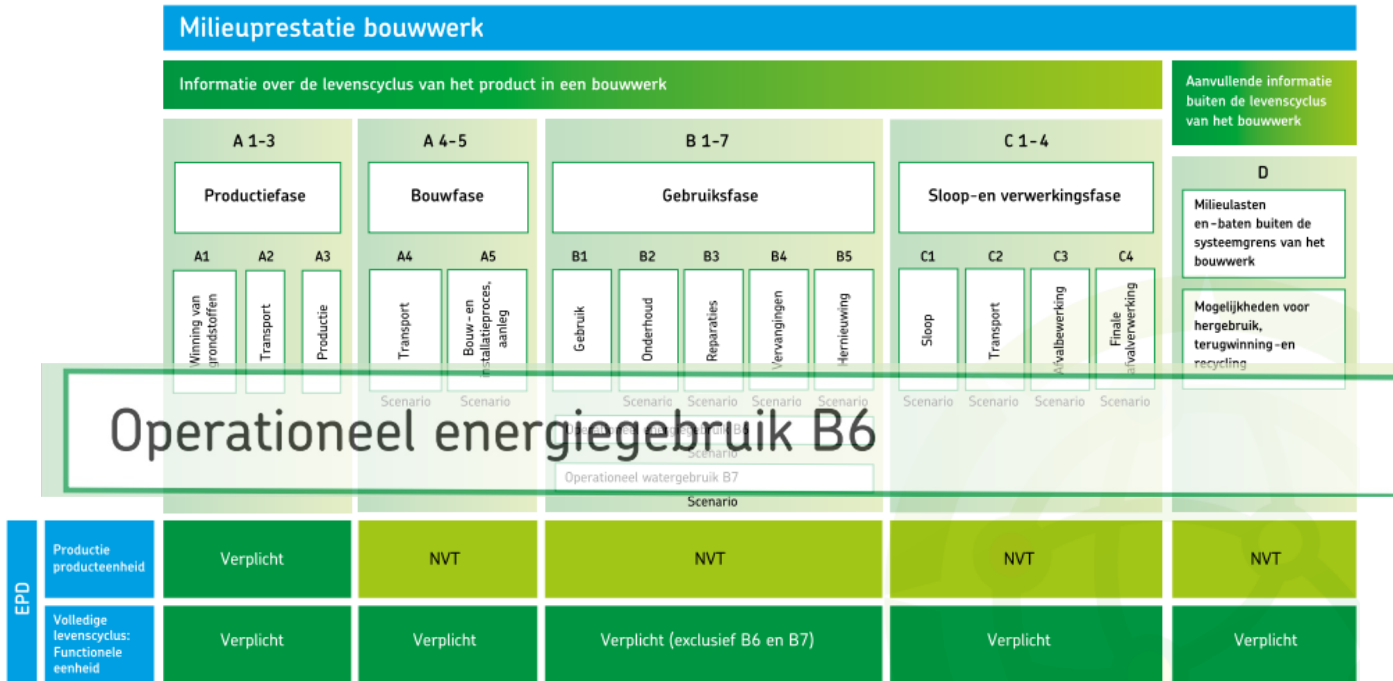 Milieuprestatie bouwwerk
Informatie over de levenscyclus van het product in een bouwwerk
Aanvullende informatie
buiten de levenscyclus
van het bouwwerk
A 1-3
A 4-5
B 1-7
C 1-4
D
Productiefase
Bouwfase
Gebruiksfase
Sloop-en verwerkingsfase
Milieulasten
en-baten buiten de
systeemgrens van het
bouwwerk
A1
A2
A3
A4
A5
B1
B2
B3
B4
B5
C1
C2
C3
C4
Winning van
grondstoffen
Transport
Productie
Transport
Bouw-en
installatieproces,
aanleg
Gebruik
Onderhoud
Reparaties
Vervangingen
Hernieuwing
Sloop
Transport
Afvalbewerking
Finale
afvalverwerking
Mogelijkheden voor
hergebruik,
terugwinning-en
recycling
Scenario
Scenario
Scenario
Scenario
Scenario
Scenario
Scenario
Scenario
Scenario
Scenario
Operationeel energiegebruik B6
Operationeel energiegebruik B6
Scenario
Operationeel watergebruik B7
Scenario
EPD
Productie
producteenheid
Verplicht
NVT
NVT
NVT
NVT
Volledige
levenscyclus:
Functionele
eenheid
Verplicht
Verplicht
Verplicht (exclusief B6 en B7)
Verplicht
Verplicht